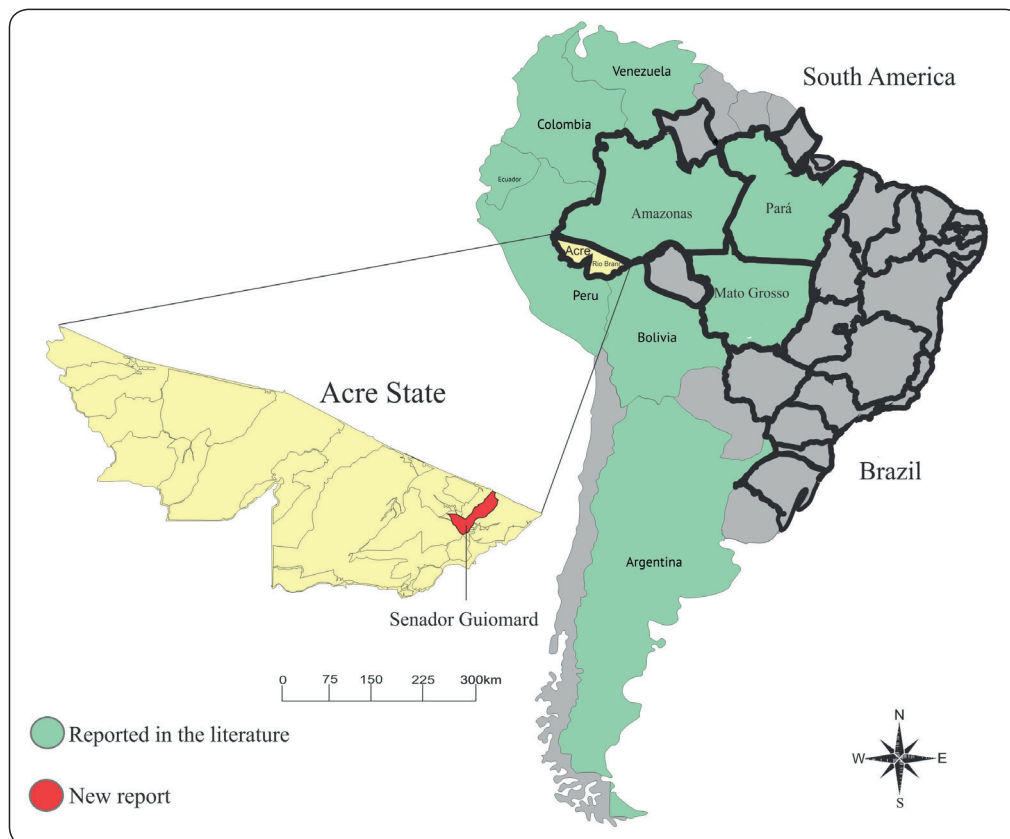 South America
Venezuela
Colombia
Ecuador
Amazonas
Pará
Acre
Rio Branc
Peru
Mato Grosso
Bolivia
Acre State
Brazil
Argentina
Senador Guiomard
0 75 150 225 300km
Reported in the literature
New report
N
W E
S